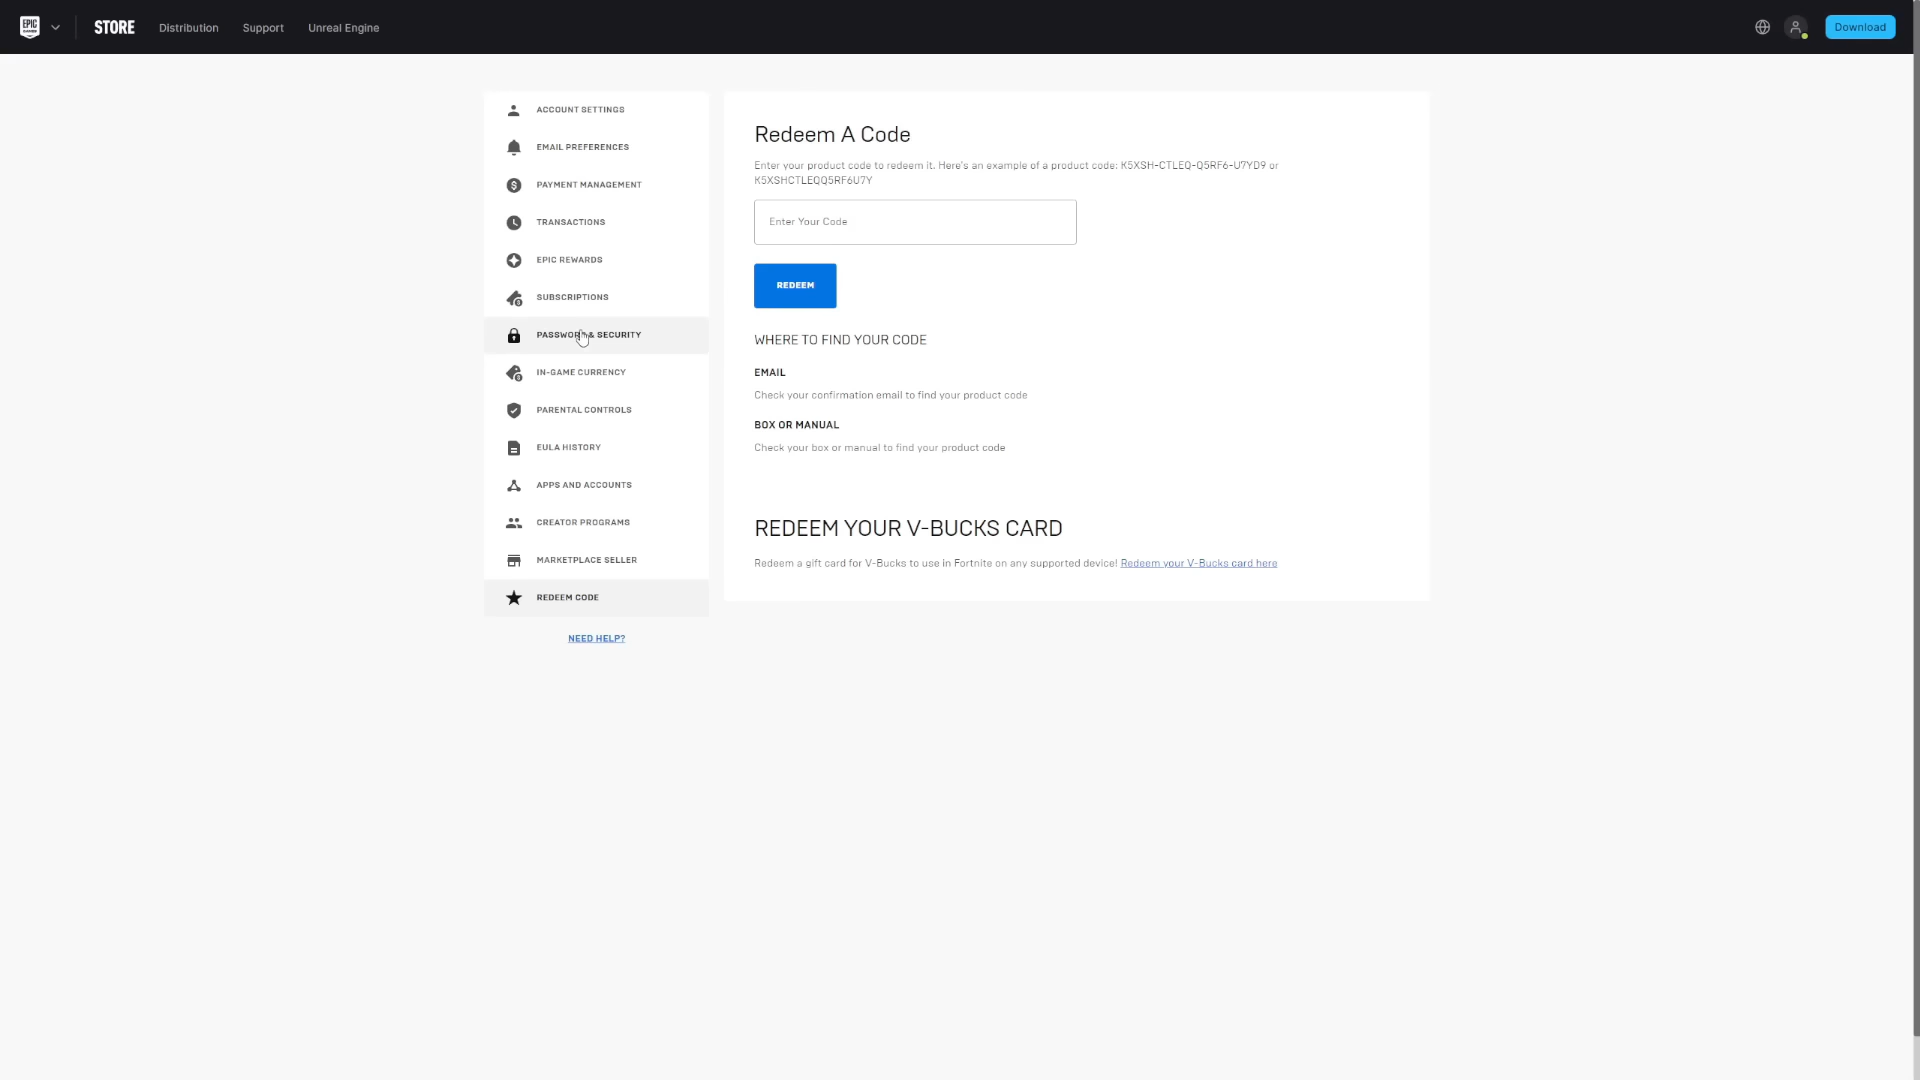 EPIC GAMES
STORE
Distribution
Support
Unreal Engine
Download
ACCOUNT SETTINGS
EMAIL PREFERENCES
PAYMENT MANAGEMENT
TRANSACTIONS
EPIC REWARDS
SUBSCRIPTIONS
PASSWORD & SECURITY
IN-GAME CURRENCY
PARENTAL CONTROLS
EULA HISTORY
APPS AND ACCOUNTS
CREATOR PROGRAMS
MARKETPLACE SELLER
REDEEM CODE
NEED HELP?
Redeem A Code
Enter your product code to redeem it. Here's an example of a product code: K5XSH-CTLEQ-Q5RF6-U7YD9 or
K5XSHCTLEQQ5RF6U7Y
Enter Your Code
REDEEM
WHERE TO FIND YOUR CODE
EMAIL
Check your confirmation email to find your product code
BOX OR MANUAL
Check your box or manual to find your product code
REDEEM YOUR V-BUCKS CARD
Redeem a gift card for V-Bucks to use in Fortnite on any supported device! Redeem your V-Bucks card here